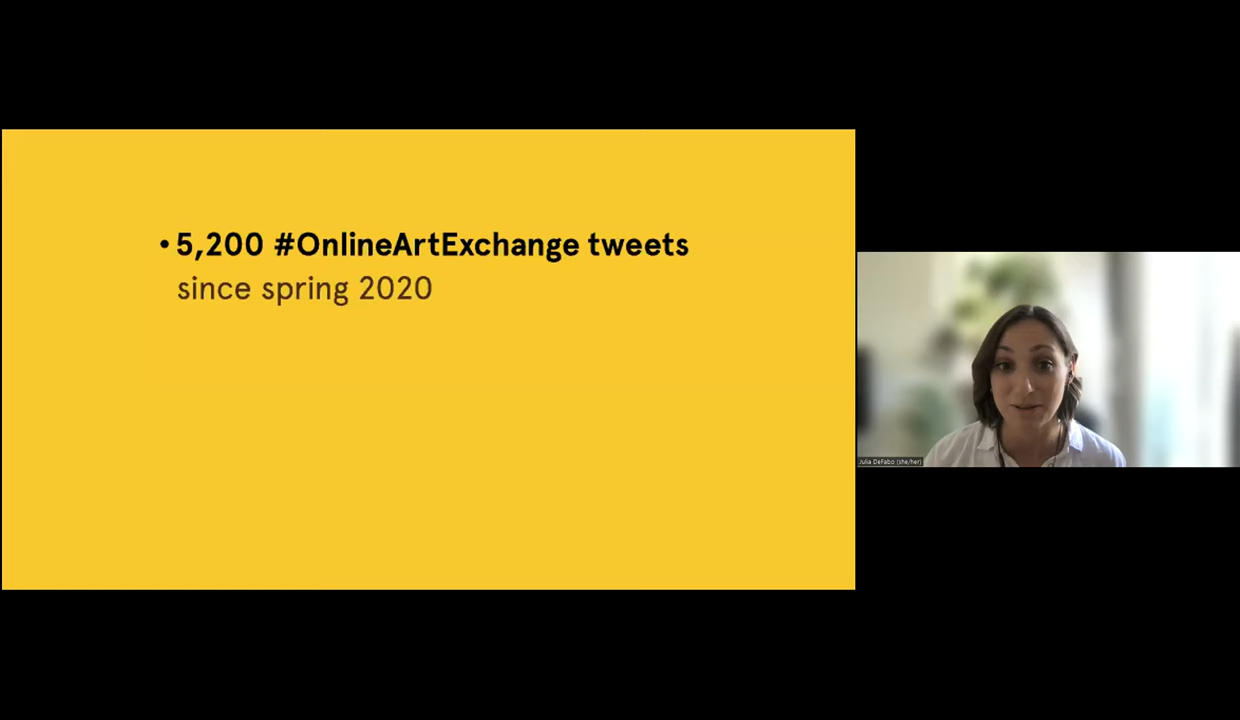 • 5,200 #OnlineArtExchange tweets
since spring 2020
Julia DeFabo (she/her)